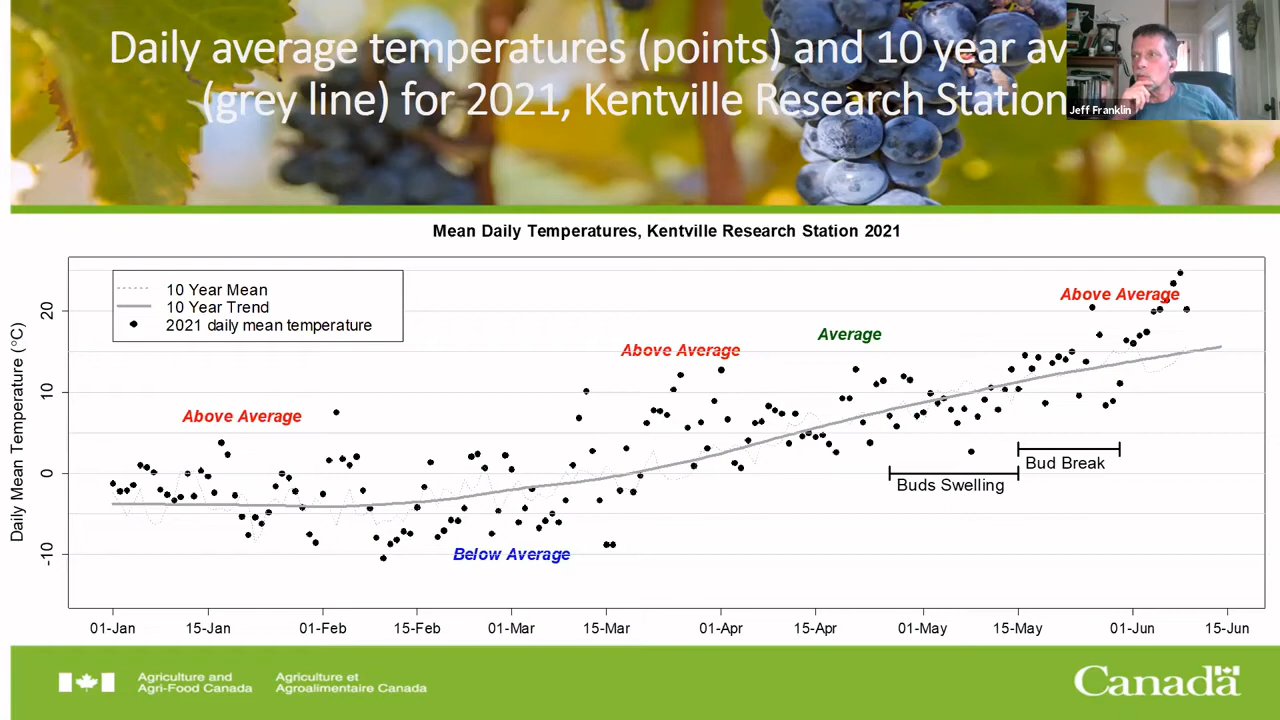 Daily average temperatures (points) and 10 year av
(grey line) for 2021, Kentville Research Station
Jeff Franklin
Mean Daily Temperatures, Kentville Research Station 2021
10 Year Mean
10 Year Trend
2021 daily mean temperature
Above Average
Above Average
Average
Above Average
Below Average
Buds Swelling
Bud Break
Daily Mean Temperature (°C)
20
10
0
-10
01-Jan 15-Jan 01-Feb 15-Feb 01-Mar 15-Mar 01-Apr 15-Apr 01-May 15-May 01-Jun 15-Jun
Agriculture and
Agri-Food Canada
Agriculture et
Agroalimentaire Canada
Canada